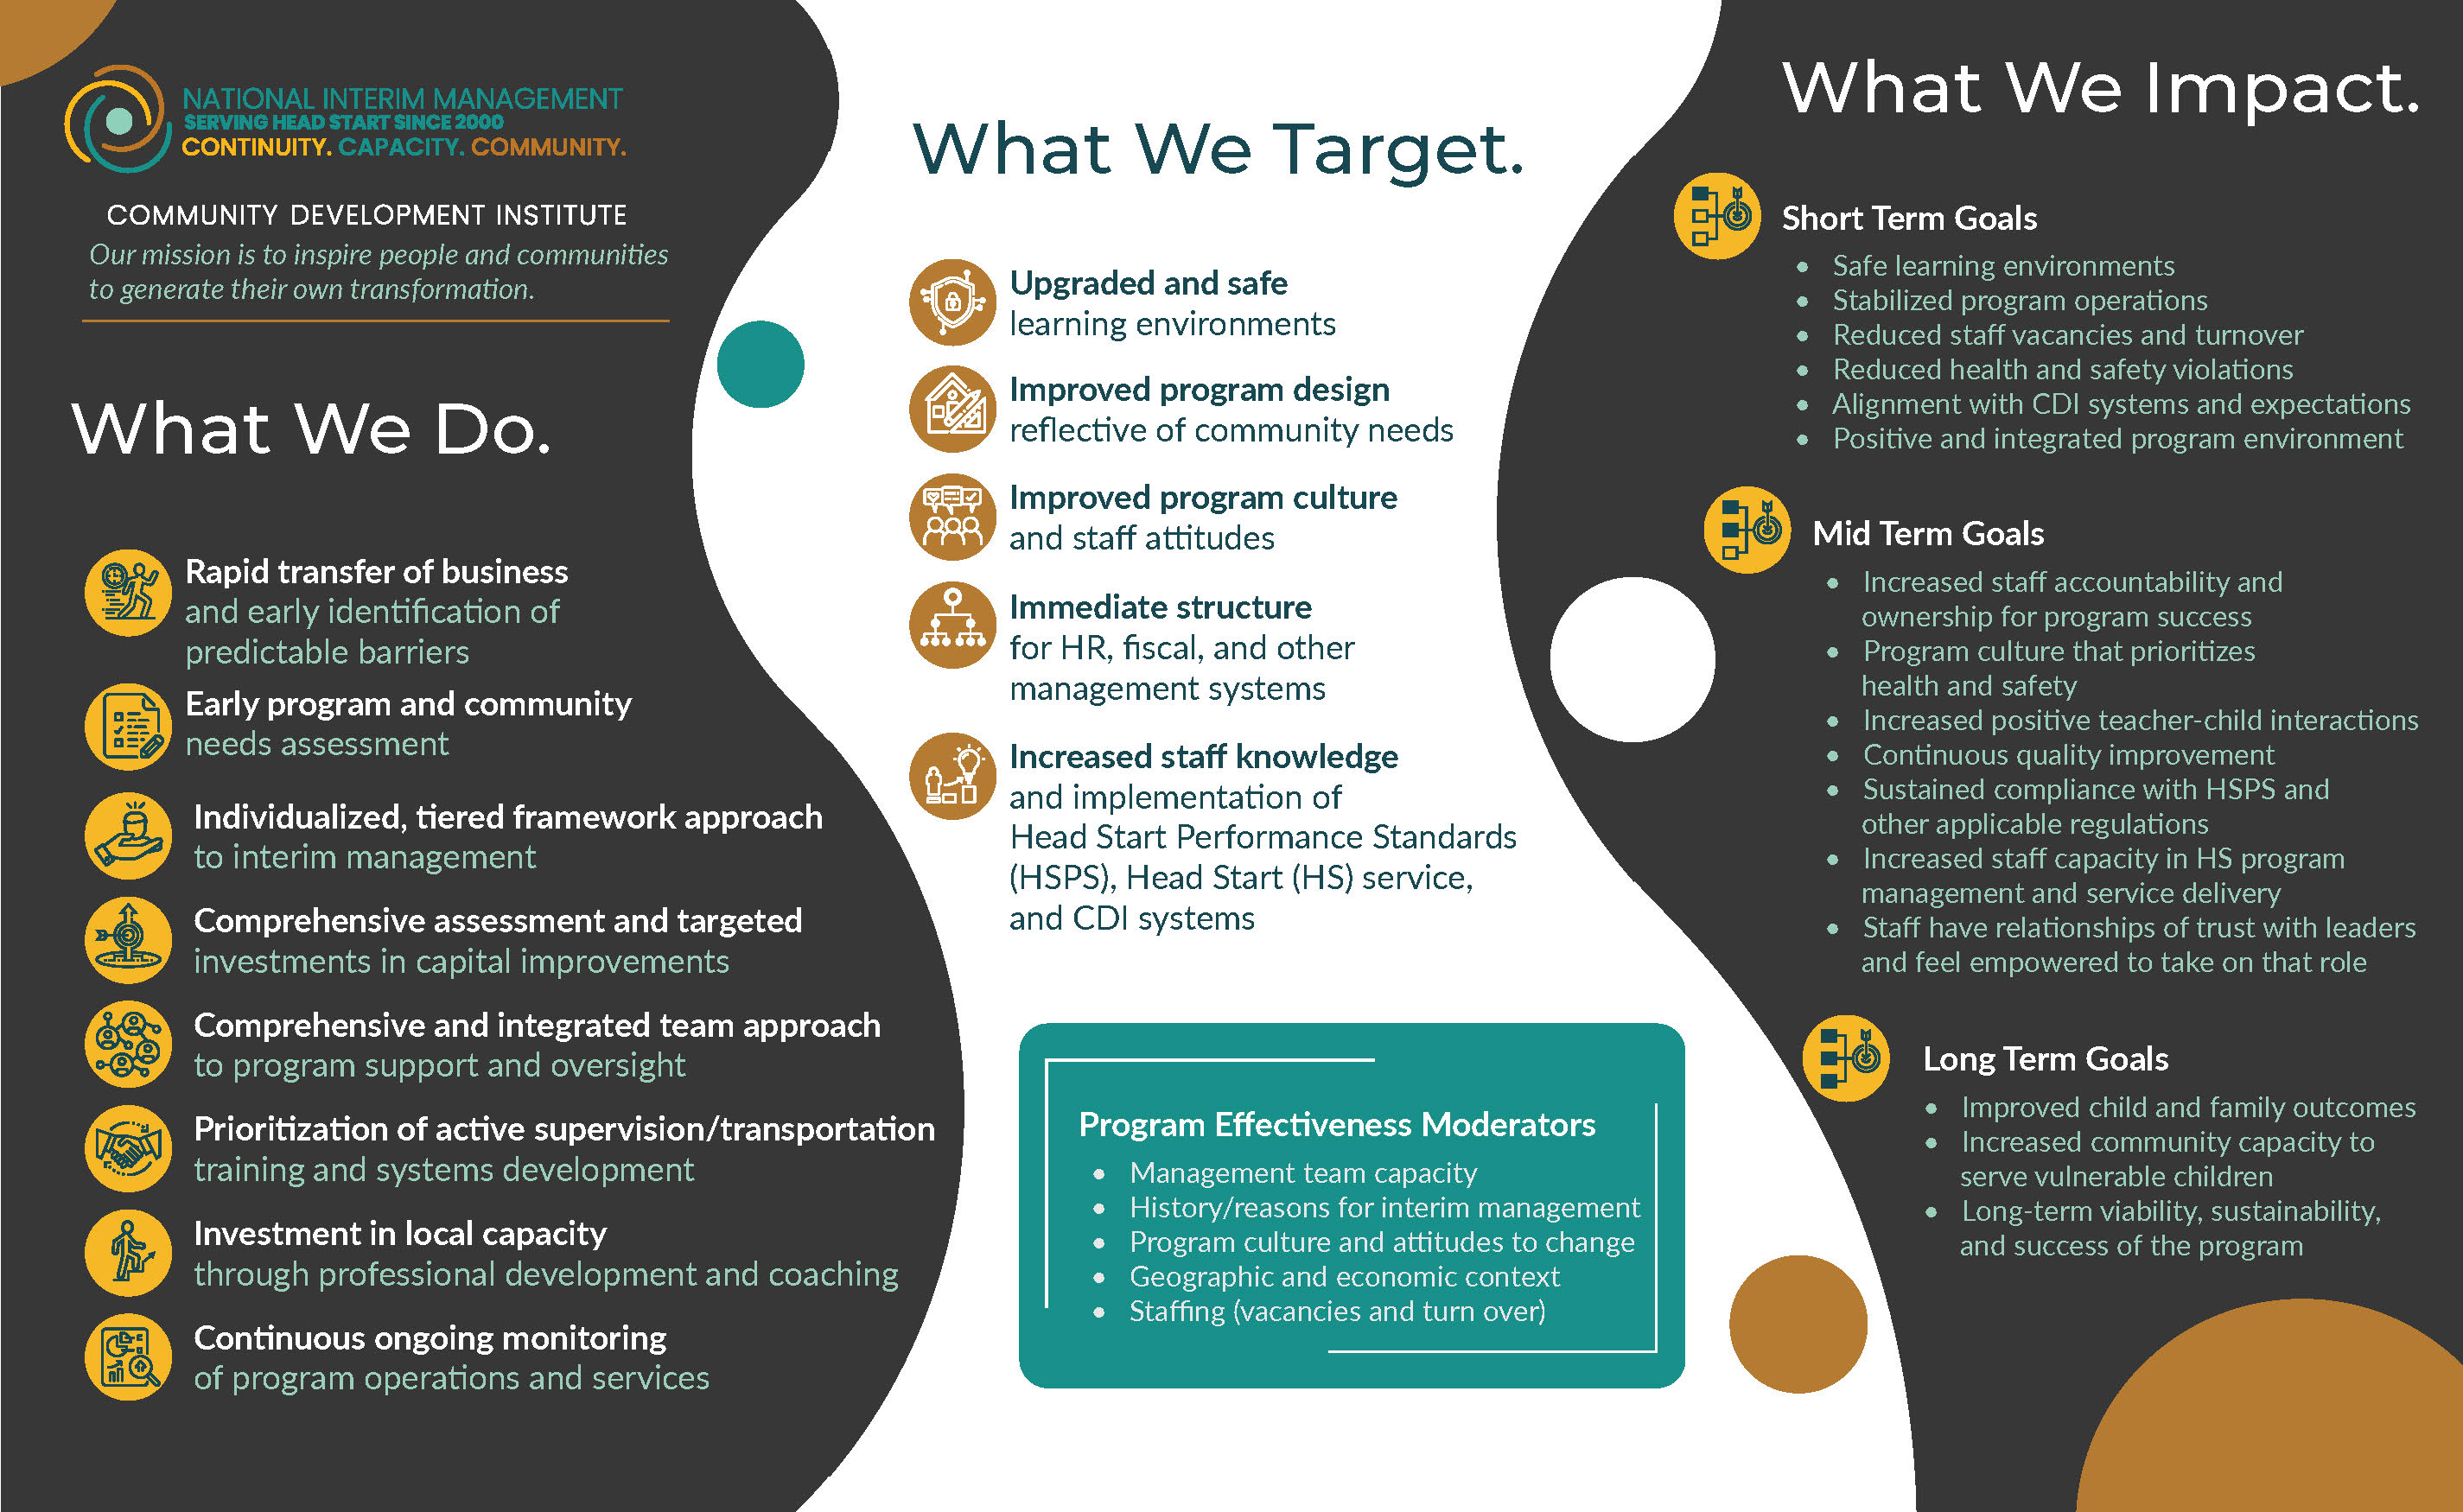 NATIONAL INTERIM MANAGEMENT
SERVING HEAD START SINCE 2000
CONTINUITY. CAPACITY. COMMUNITY.
COMMUNITY DEVELOPMENT INSTITUTE
Our mission is to inspire people and communities
to generate their own transformation.
What We Do.
Rapid transfer of business
and early identification of
predictable barriers
Early program and community
needs assessment
Individualized, tiered framework approach
to interim management
Comprehensive assessment and targeted
investments in capital improvements
Comprehensive and integrated team approach
to program support and oversight
Prioritization of active supervision/transportation
training and systems development
Investment in local capacity
through professional development and coaching
Continuous ongoing monitoring
of program operations and services
What We Target.
Upgraded and safe
learning environments
Improved program design
reflective of community needs
Improved program culture
and staff attitudes
Immediate structure
for HR, fiscal, and other
management systems
Increased staff knowledge
and implementation of
Head Start Performance Standards
(HSPS), Head Start (HS) service,
and CDI systems
Program Effectiveness Moderators
• Management team capacity
• History/reasons for interim management
• Program culture and attitudes to change
• Geographic and economic context
• Staffing (vacancies and turn over)
What We Impact.
Short Term Goals
• Safe learning environments
• Stabilized program operations
• Reduced staff vacancies and turnover
• Reduced health and safety violations
• Alignment with CDI systems and expectations
• Positive and integrated program environment
Mid Term Goals
• Increased staff accountability and
ownership for program success
• Program culture that prioritizes
health and safety
• Increased positive teacher-child interactions
• Continuous quality improvement
• Sustained compliance with HSPS and
other applicable regulations
• Increased staff capacity in HS program
management and service delivery
• Staff have relationships of trust with leaders
and feel empowered to take on that role
Long Term Goals
• Improved child and family outcomes
• Increased community capacity to
serve vulnerable children
• Long-term viability, sustainability,
and success of the program